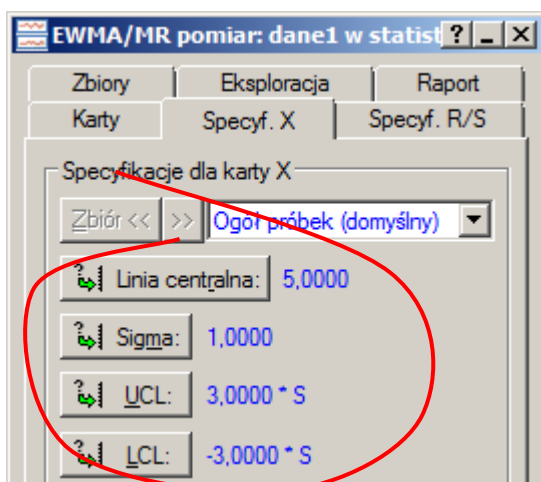 EWMA/MR pomiar: dane1 w statist
Zbiory Eksploracja Raport
Karty Specyf. X Specyf. R/S
Specyfikacje dla karty X
Zbiór << >> Ogół próbek (domyślny)
Linia centralna: 5,0000
Sigma: 1,0000
UCL: 3,0000 * S
LCL: -3,0000 * S